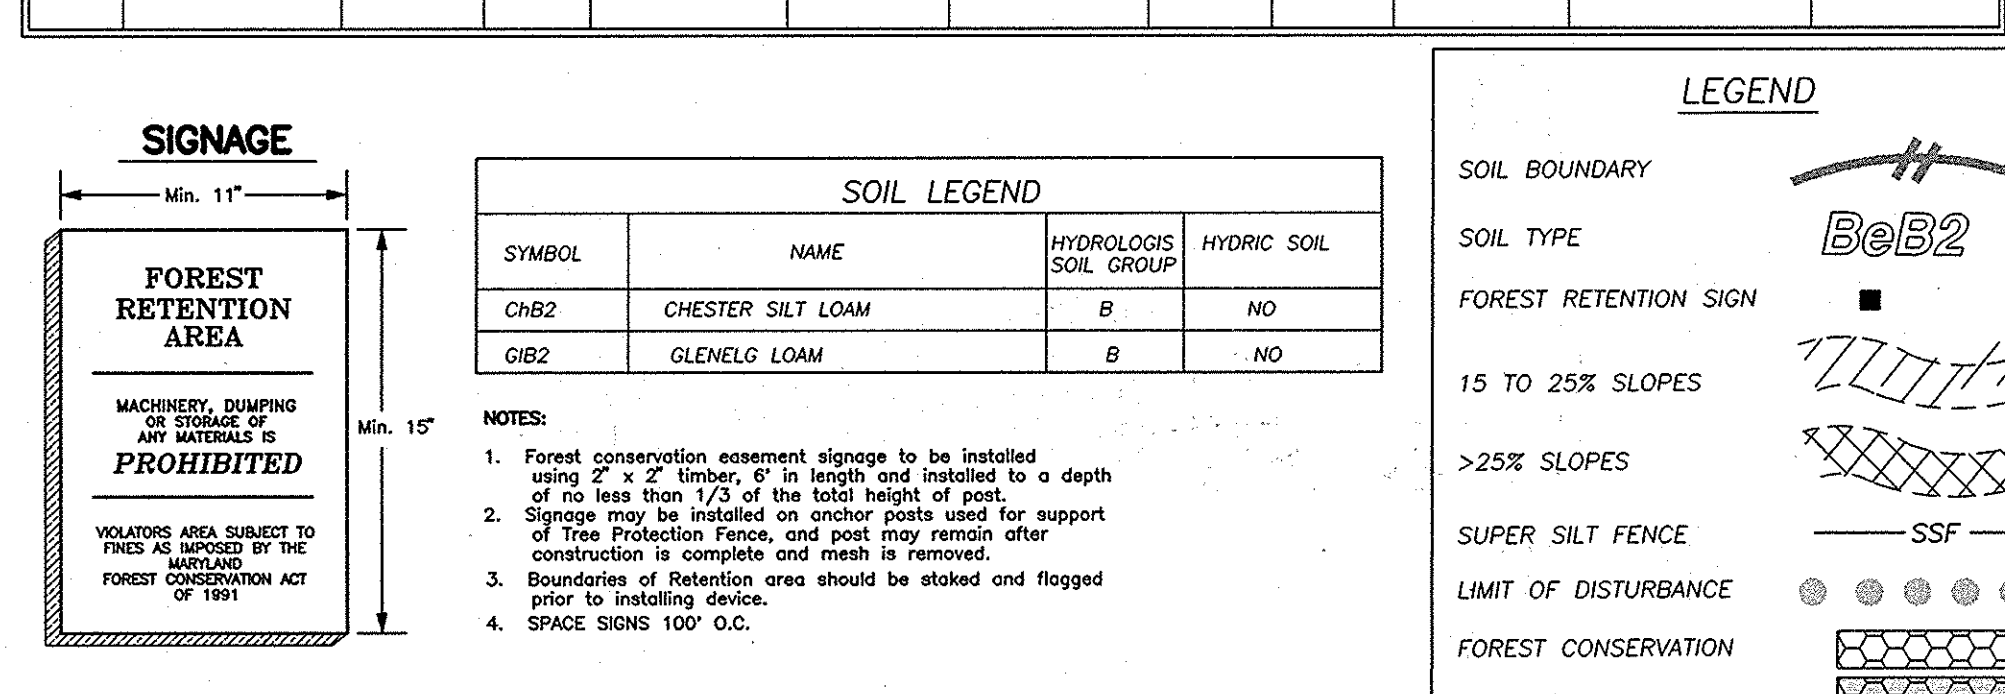 SIGNAGE
Min. 11"
FOREST
RETENTION
AREA
MACHINERY, DUMPING
OR STORAGE OF
ANY MATERIALS IS
PROHIBITED
VIOLATORS AREA SUBJECT TO
FINES AS IMPOSED BY THE
MARYLAND
FOREST CONSERVATION ACT
OF 1991
Min. 15"
SOIL LEGEND
SYMBOL NAME HYDROLOGIS SOIL GROUP HYDRIC SOIL
ChB2 CHESTER SILT LOAM B NO
GlB2 GLENELG LOAM B NO
NOTES:
1. Forest conservation easement signage to be installed
using 2" x 2" timber, 6' in length and installed to a depth
of no less than 1/3 of the total height of post.
2. Signage may be installed on anchor posts used for support
of Tree Protection Fence, and post may remain after
construction is complete and mesh is removed.
3. Boundaries of Retention area should be staked and flagged
prior to installing device.
4. SPACE SIGNS 100' O.C.
LEGEND
SOIL BOUNDARY
SOIL TYPE BeB2
FOREST RETENTION SIGN
15 TO 25% SLOPES
>25% SLOPES
SUPER SILT FENCE SSF
LIMIT OF DISTURBANCE
FOREST CONSERVATION